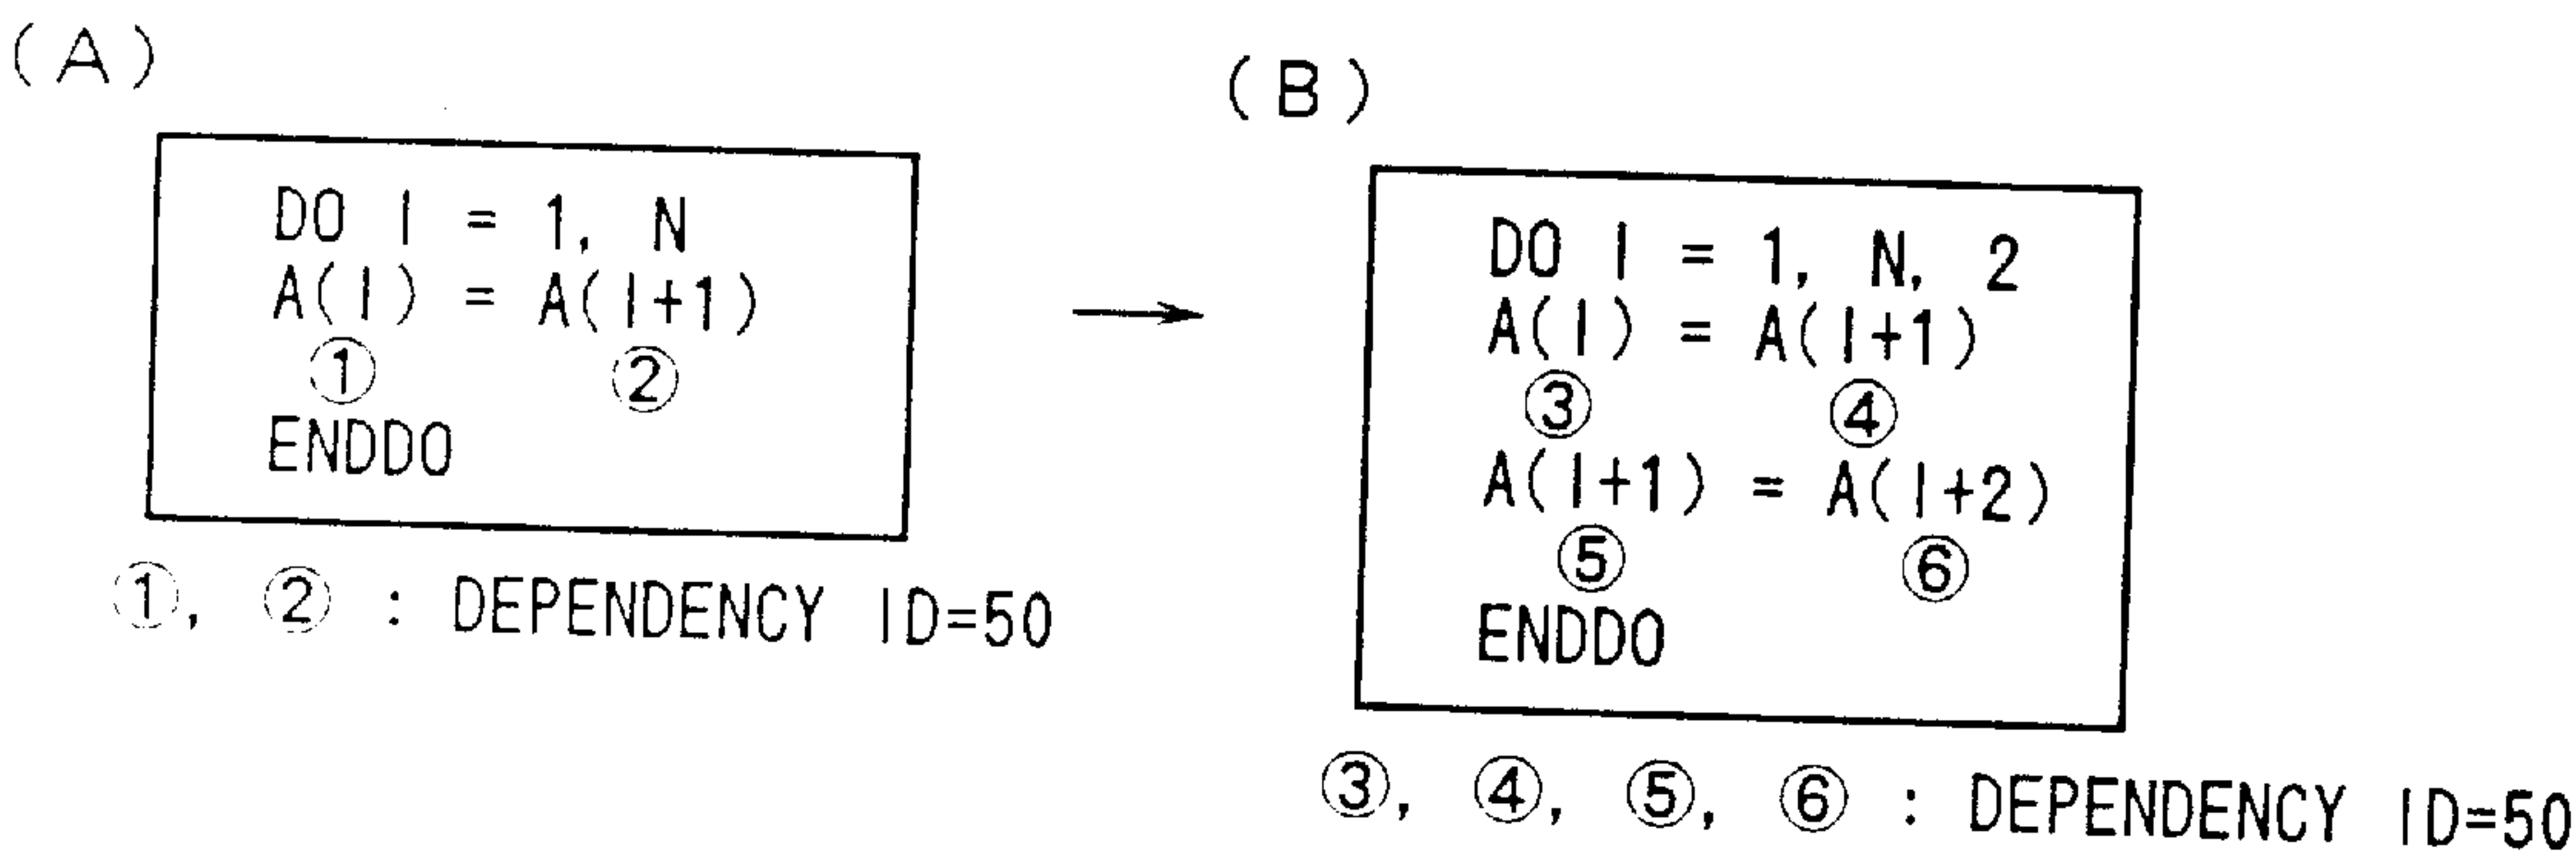 (A)
DO I = 1, N
A(I) = A(I+1)
① ②
ENDDO
①, ② : DEPENDENCY ID=50
(B)
DO I = 1, N, 2
A(I) = A(I+1)
③ ④
A(I+1) = A(I+2)
⑤ ⑥
ENDDO
③, ④, ⑤, ⑥ : DEPENDENCY ID=50